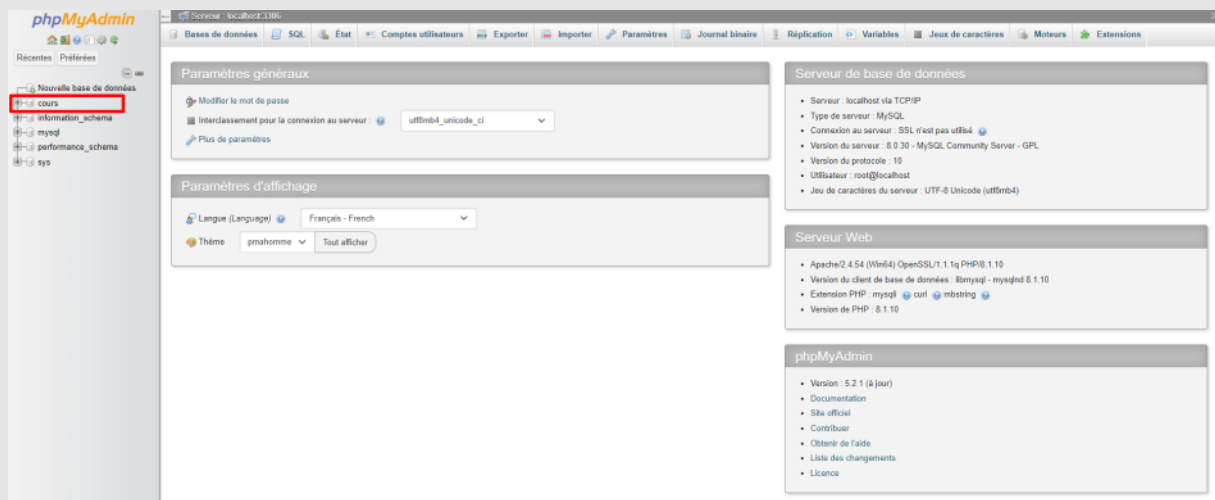 phpMyAdmin
Récentes Préférées
Nouvelle base de données
cours
information_schema
mysql
performance_schema
sys
Serveur : localhost:3306
Bases de données SQL État Comptes utilisateurs Exporter Importer Paramètres Journal binaire Réplication Variables Jeux de caractères Moteurs Extensions
Paramètres généraux
Modifier le mot de passe
Interclassement pour la connexion au serveur : utf8mb4_unicode_ci
Plus de paramètres
Paramètres d'affichage
Langue (Language) Français - French
Thème pmahomme Tout afficher
Serveur de base de données
Serveur : localhost via TCP/IP
Type de serveur : MySQL
Connexion au serveur : SSL n'est pas utilisé
Version du serveur : 8.0.30 - MySQL Community Server - GPL
Version du protocole : 10
Utilisateur : root@localhost
Jeu de caractères du serveur : UTF-8 Unicode (utf8mb4)
Serveur Web
Apache/2.4.54 (Win64) OpenSSL/1.1.1q PHP/8.1.10
Version du client de base de données : libmysql - mysqlnd 8.1.10
Extension PHP : mysqli curl mbstring
Version de PHP : 8.1.10
phpMyAdmin
Version : 5.2.1 (à jour)
Documentation
Site officiel
Contribuer
Obtenir de l'aide
Liste des changements
Licence